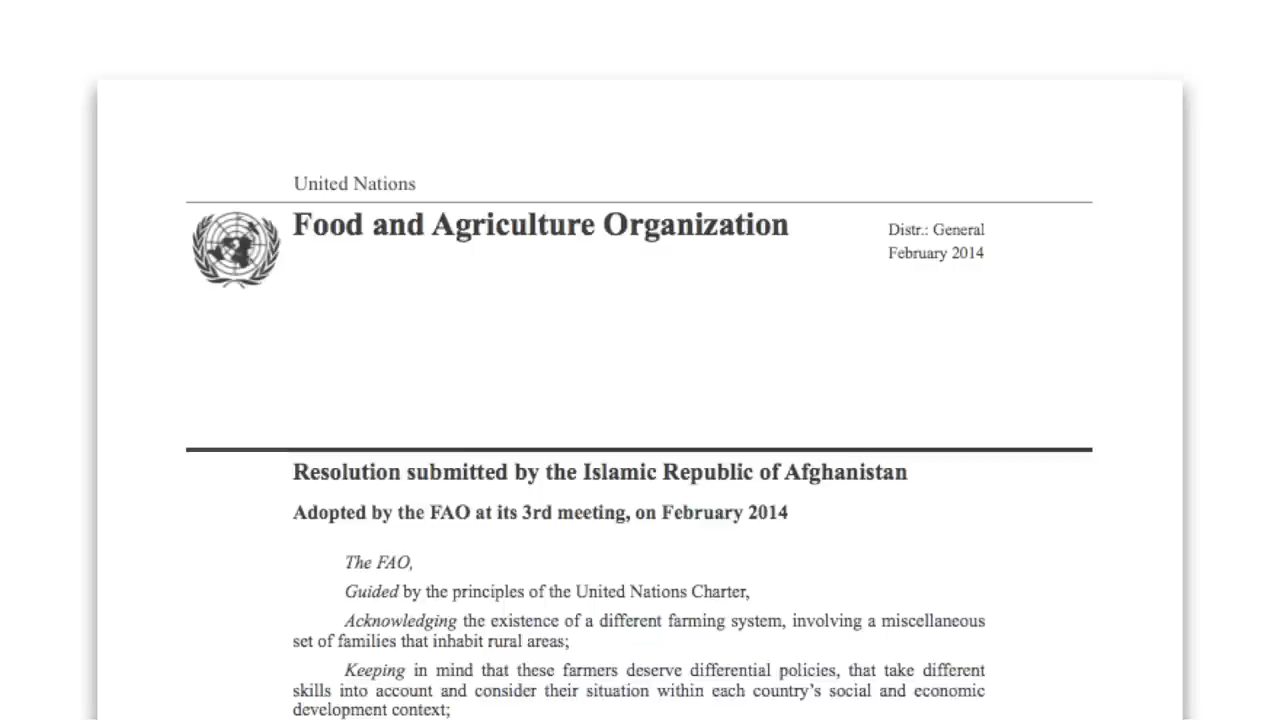 United Nations
Food and Agriculture Organization
Distr.: General
February 2014
Resolution submitted by the Islamic Republic of Afghanistan
Adopted by the FAO at its 3rd meeting, on February 2014
The FAO,
Guided by the principles of the United Nations Charter,
Acknowledging the existence of a different farming system, involving a miscellaneous
set of families that inhabit rural areas;
Keeping in mind that these farmers deserve differential policies, that take different
skills into account and consider their situation within each country's social and economic
development context;